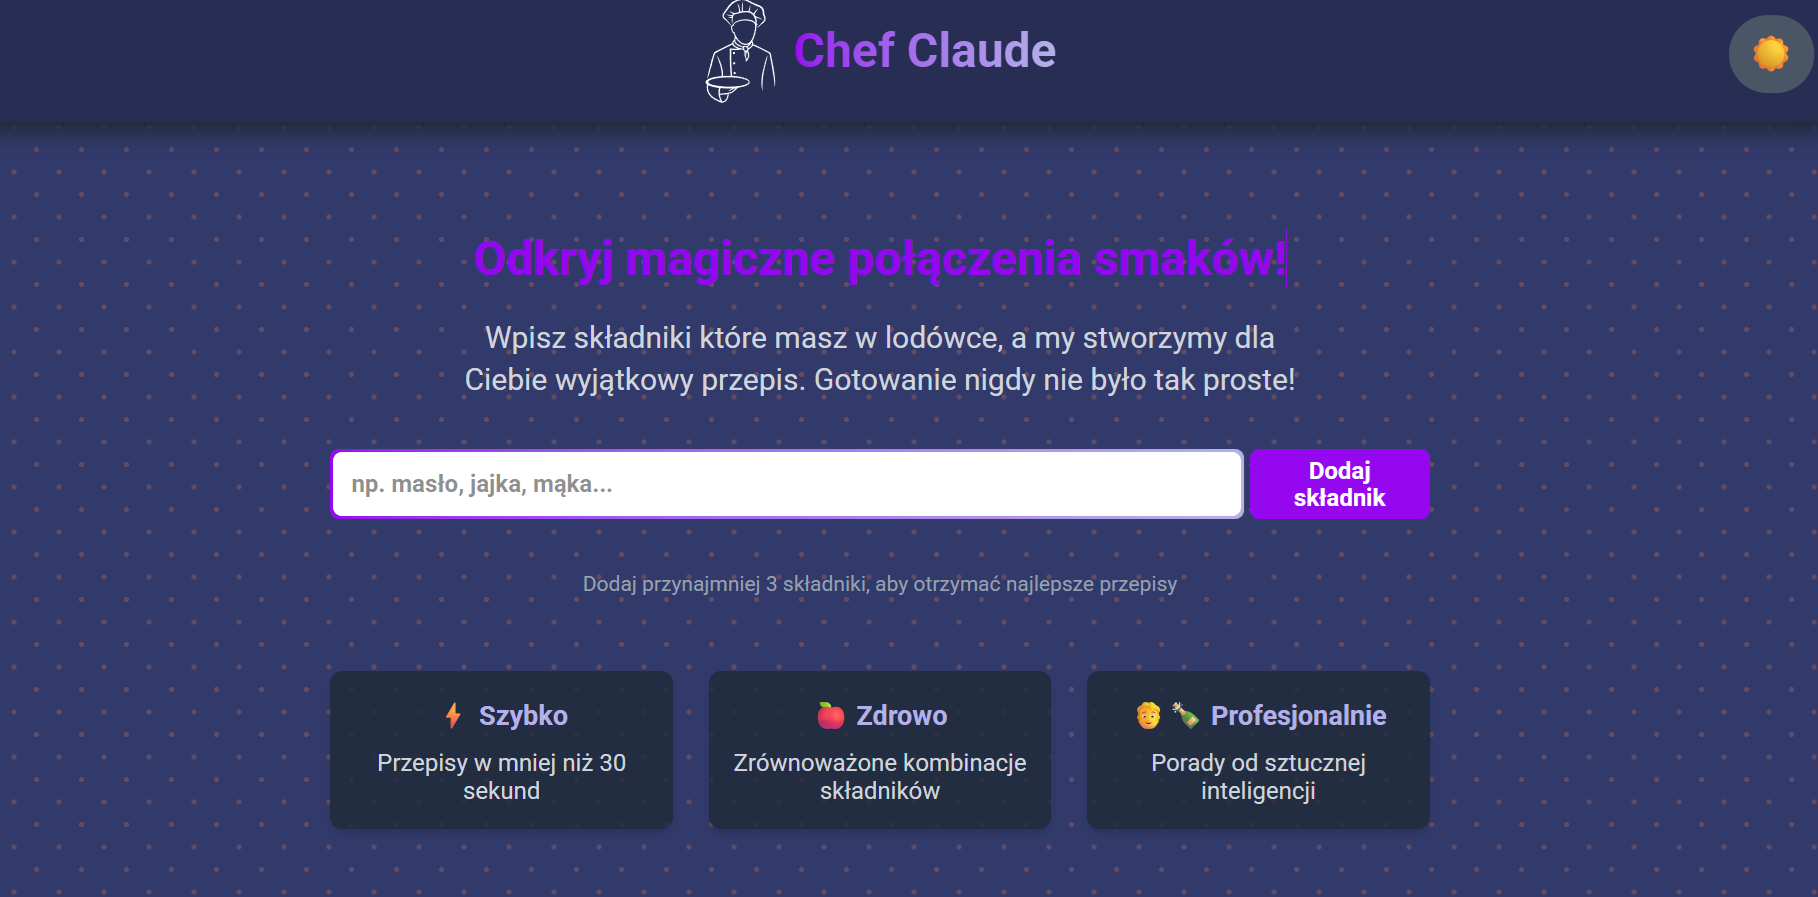 Chef Claude
Odkryj magiczne połączenia smaków!
Wpisz składniki które masz w lodówce, a my stworzymy dla
Ciebie wyjątkowy przepis. Gotowanie nigdy nie było tak proste!
np. masło, jajka, mąka...
Dodaj
składnik
Dodaj przynajmniej 3 składniki, aby otrzymać najlepsze przepisy
Szybko
Przepisy w mniej niż 30
sekund
Zdrowo
Zrównoważone kombinacje
składników
Profesjonalnie
Porady od sztucznej
inteligencji